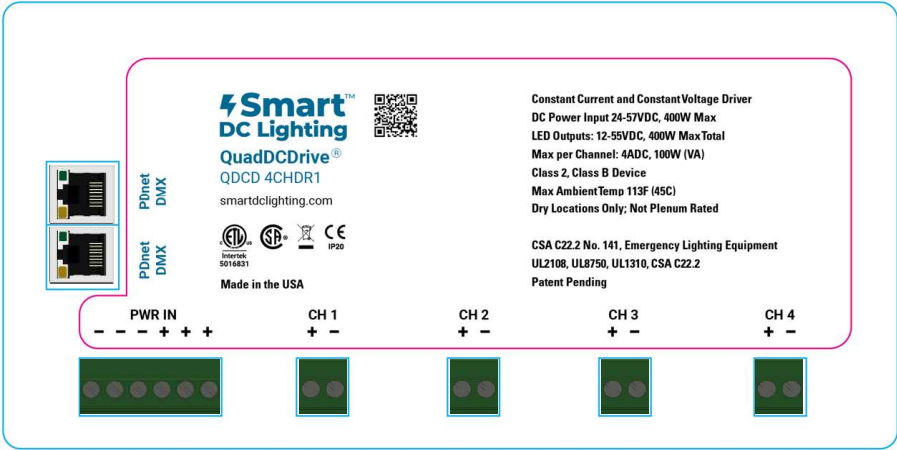 Smart™
DC Lighting
QuadDCDrive®
QDCD 4CHDR1
smartdclighting.com
C ETL US
Intertek
5016831
SA®
CE
IP20
Made in the USA
Constant Current and Constant Voltage Driver
DC Power Input 24-57VDC, 400W Max
LED Outputs: 12-55VDC, 400W Max Total
Max per Channel: 4ADC, 100W (VA)
Class 2, Class B Device
Max Ambient Temp 113F (45C)
Dry Locations Only; Not Plenum Rated
CSA C22.2 No. 141, Emergency Lighting Equipment
UL2108, UL8750, UL1310, CSA C22.2
Patent Pending
PDnet
DMX
PDnet
DMX
PWR IN
− − − + + +
CH 1
+ −
CH 2
+ −
CH 3
+ −
CH 4
+ −